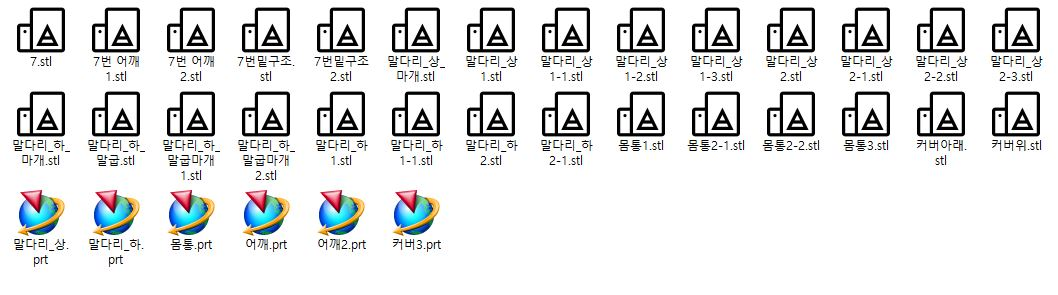 7.stl
7번 어깨
1.stl
7번 어깨
2.stl
7번밑구조.
stl
7번밑구조
2.stl
말다리_상_
마개.stl
말다리_상
1.stl
말다리_상
1-1.stl
말다리_상
1-2.stl
말다리_상
1-3.stl
말다리_상
2.stl
말다리_상
2-1.stl
말다리_상
2-2.stl
말다리_상
2-3.stl
말다리_하_
마개.stl
말다리_하_
말굽.stl
말다리_하_
말굽마개
1.stl
말다리_하_
말굽마개
2.stl
말다리_하
1.stl
말다리_하
1-1.stl
말다리_하
2.stl
말다리_하
2-1.stl
몸통1.stl
몸통2-1.stl
몸통2-2.stl
몸통3.stl
커버아래.
stl
커버위.stl
말다리_상.
prt
말다리_하.
prt
몸통.prt
어깨.prt
어깨2.prt
커버3.prt